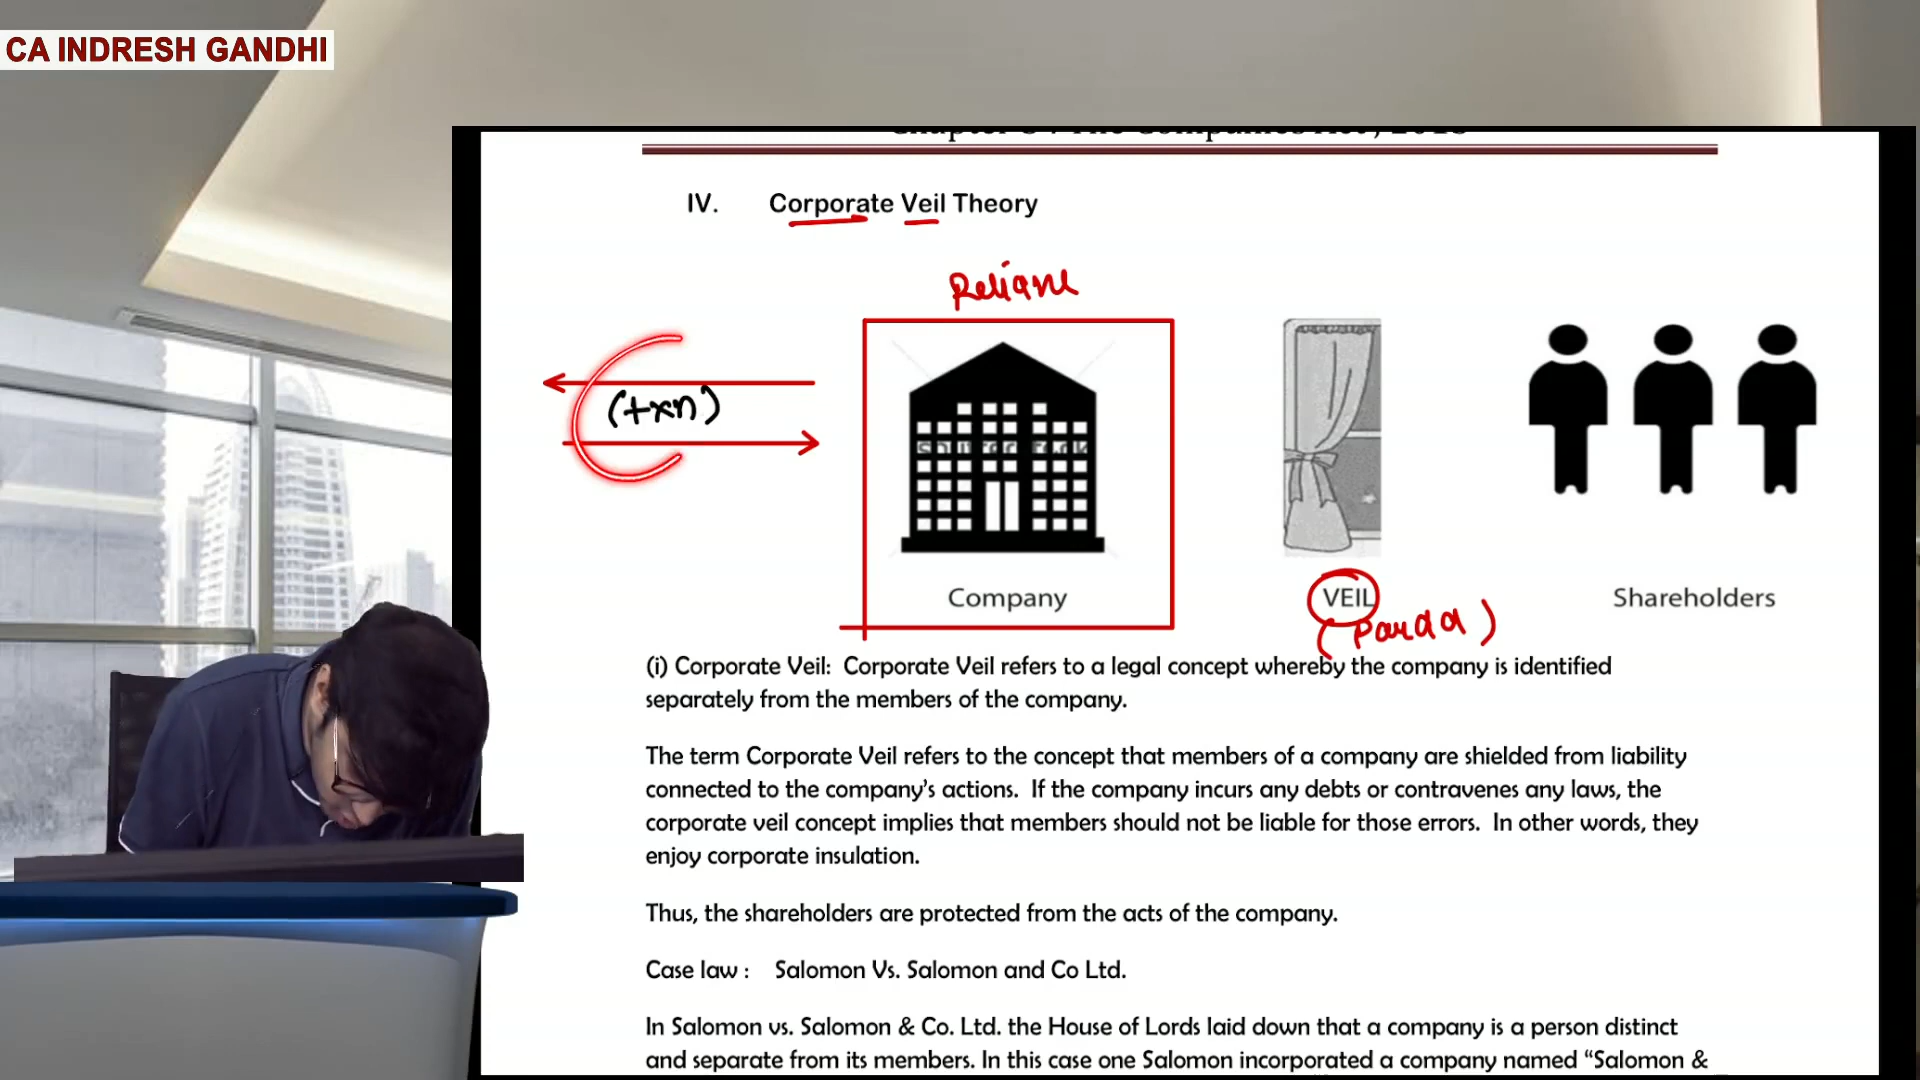 CA INDRESH GANDHI
Chapter 3 : The Companies Act, 2013
IV. Corporate Veil Theory
Reliance
(txn)
Company
VEIL
(Parda)
Shareholders
(i) Corporate Veil: Corporate Veil refers to a legal concept whereby the company is identified
separately from the members of the company.
The term Corporate Veil refers to the concept that members of a company are shielded from liability
connected to the company's actions. If the company incurs any debts or contravenes any laws, the
corporate veil concept implies that members should not be liable for those errors. In other words, they
enjoy corporate insulation.
Thus, the shareholders are protected from the acts of the company.
Case law : Salomon Vs. Salomon and Co Ltd.
In Salomon vs. Salomon & Co. Ltd. the House of Lords laid down that a company is a person distinct
and separate from its members. In this case one Salomon incorporated a company named “Salomon &